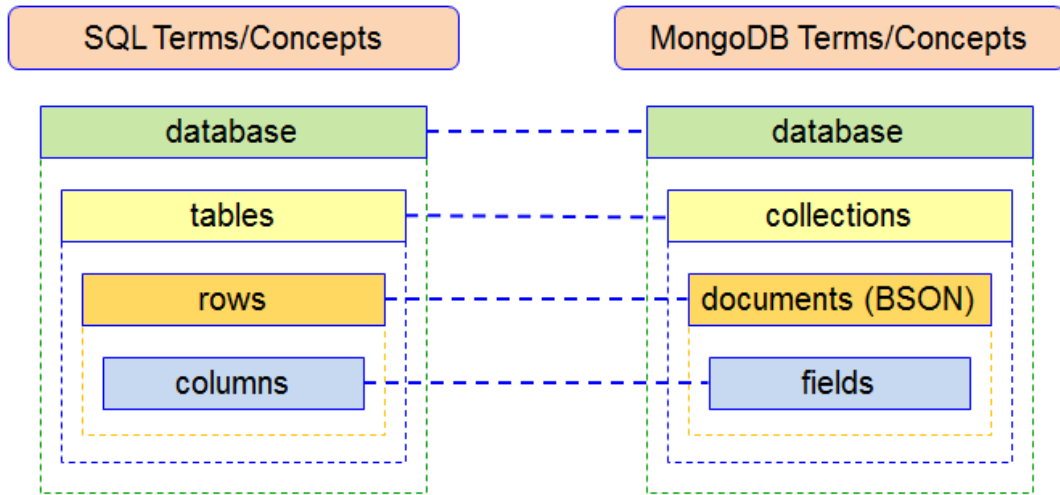 SQL Terms/Concepts
MongoDB Terms/Concepts
database
database
tables
collections
rows
documents (BSON)
columns
fields